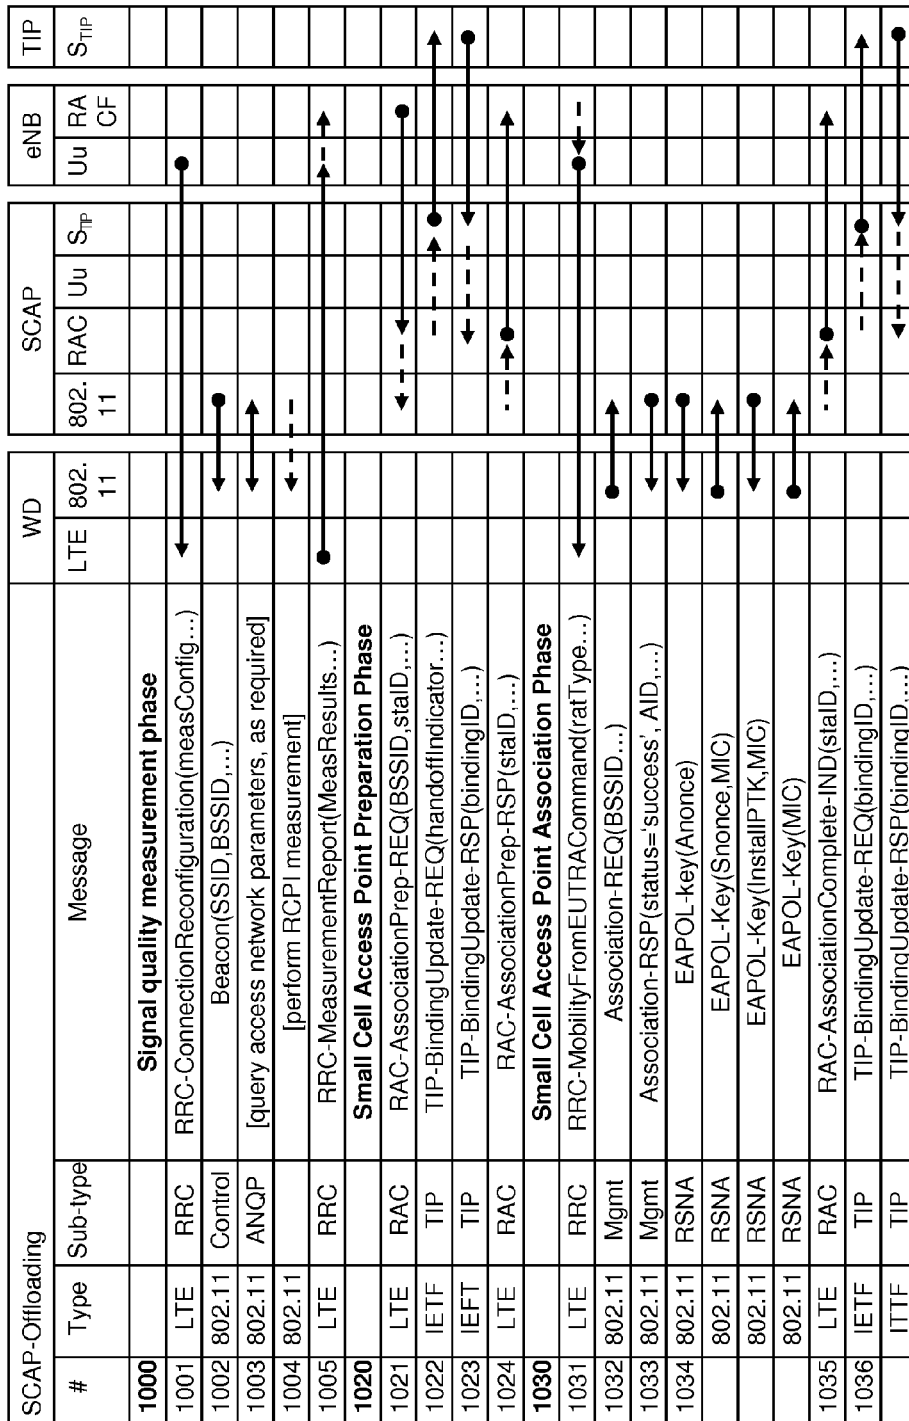 SCAP-Offloading WD SCAP eNB TIP
# Type Sub-type Message LTE 802.11 802.11 RAC Uu STIP Uu RACF STIP
1000 Signal quality measurement phase
1001 LTE RRC RRC-ConnectionReconfiguration(measConfig...)
1002 802.11 Control Beacon(SSID,BSSID,...)
1003 802.11 ANQP [query access network parameters, as required]
1004 802.11 [perform RCPI measurement]
1005 LTE RRC RRC-MeasurementReport(MeasResults...)
1020 Small Cell Access Point Preparation Phase
1021 LTE RAC RAC-AssociationPrep-REQ(BSSID,staID,...)
1022 IETF TIP TIP-BindingUpdate-REQ(handoffIndicator...)
1023 IEFT TIP TIP-BindingUpdate-RSP(bindingID,...)
1024 LTE RAC RAC-AssociationPrep-RSP(staID,...)
1030 Small Cell Access Point Association Phase
1031 LTE RRC RRC-MobilityFromEUTRACommand(ratType...)
1032 802.11 Mgmt Association-REQ(BSSID...)
1033 802.11 Mgmt Association-RSP(status='success', AID,...)
1034 802.11 RSNA EAPOL-key(Anonce)
802.11 RSNA EAPOL-Key(Snonce,MIC)
802.11 RSNA EAPOL-Key(InstallPTK,MIC)
802.11 RSNA EAPOL-Key(MIC)
1035 LTE RAC RAC-AssociationComplete-IND(staID,...)
1036 IETF TIP TIP-BindingUpdate-REQ(bindingID,...)
ITTF TIP TIP-BindingUpdate-RSP(bindingID,...)